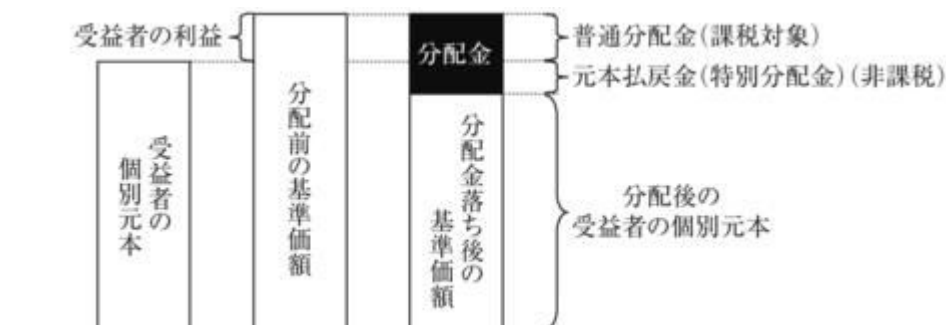 受益者の利益
分配金
普通分配金(課税対象)
元本払戻金(特別分配金)(非課税)
受益者の
個別元本
分配前の基準価額
分配金落ち後の
基準価額
分配後の
受益者の個別元本